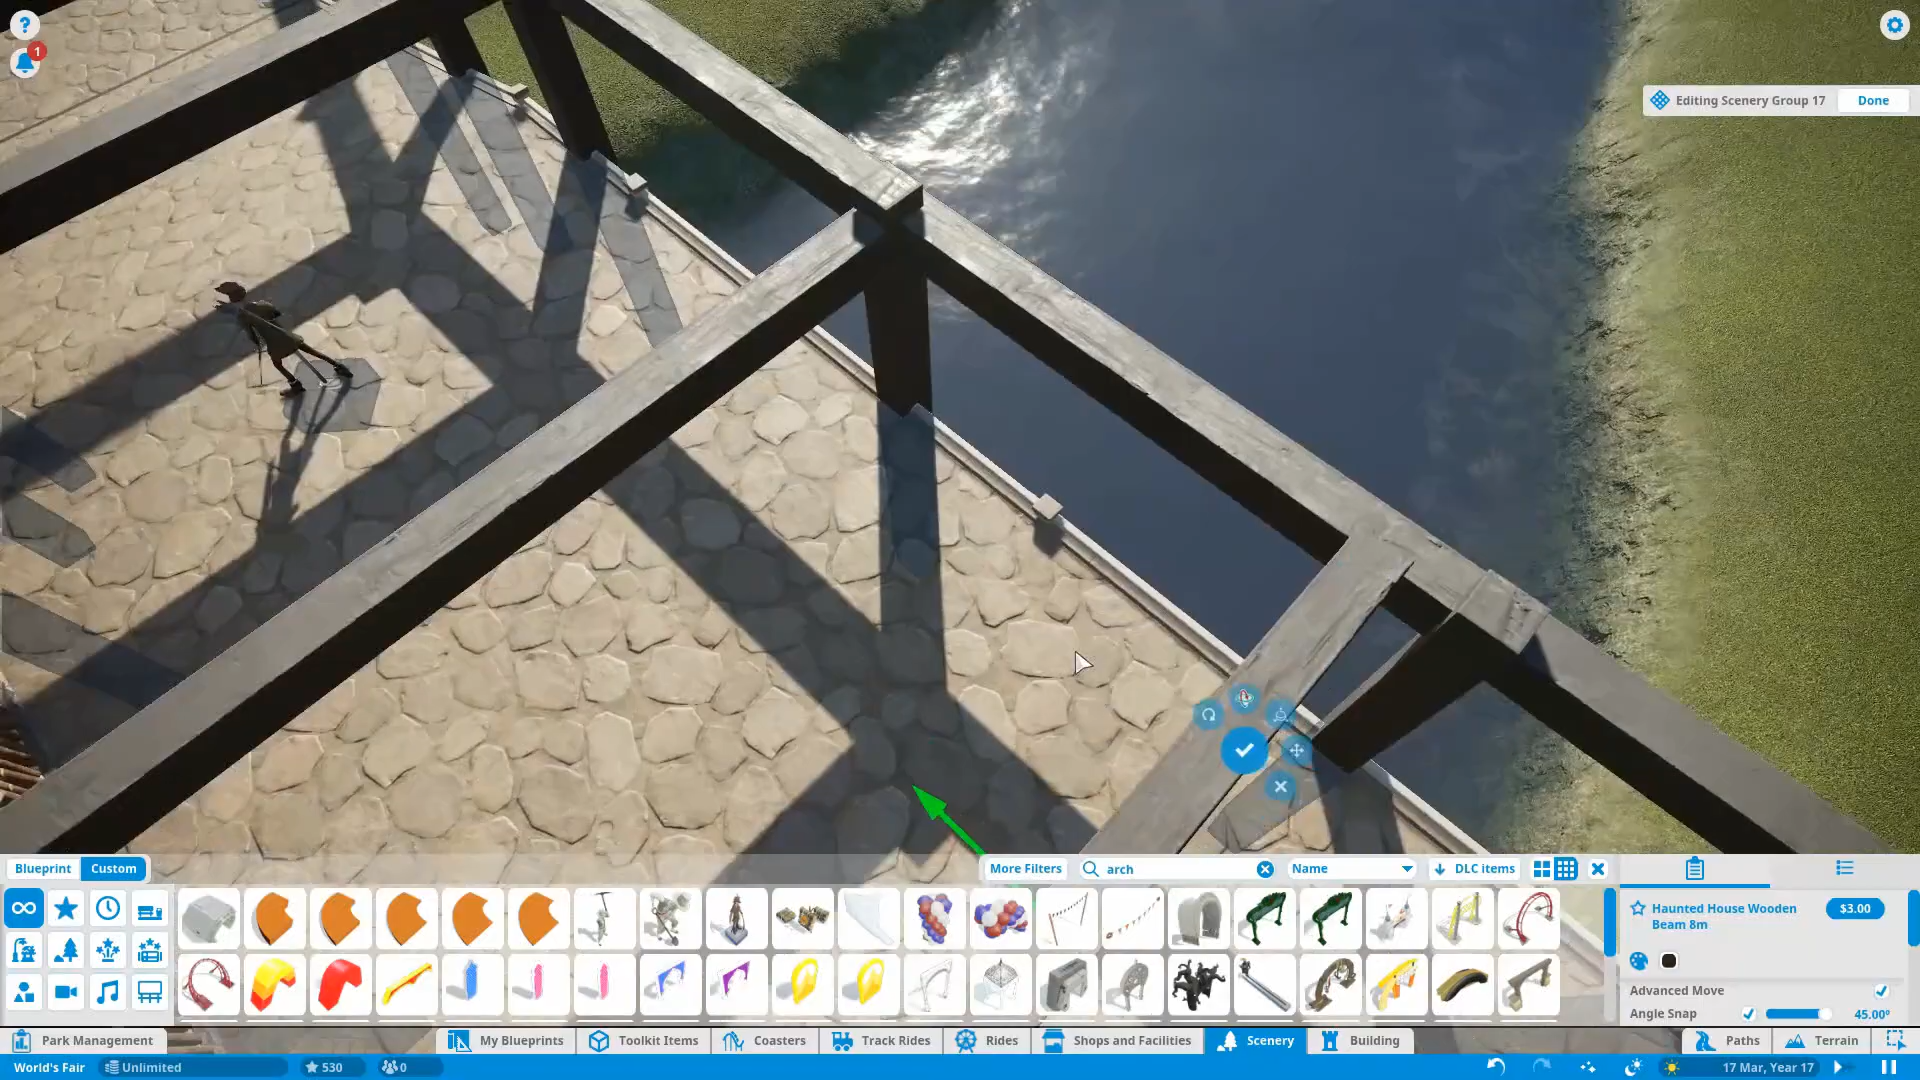 ?
1
Editing Scenery Group 17
Done
Blueprint
Custom
More Filters
arch
Name
DLC items
Haunted House Wooden
Beam 8m
$3.00
Advanced Move
Angle Snap
45.00°
Park Management
My Blueprints
Toolkit Items
Coasters
Track Rides
Rides
Shops and Facilities
Scenery
Building
Paths
Terrain
World's Fair
Unlimited
530
0
17 Mar, Year 17